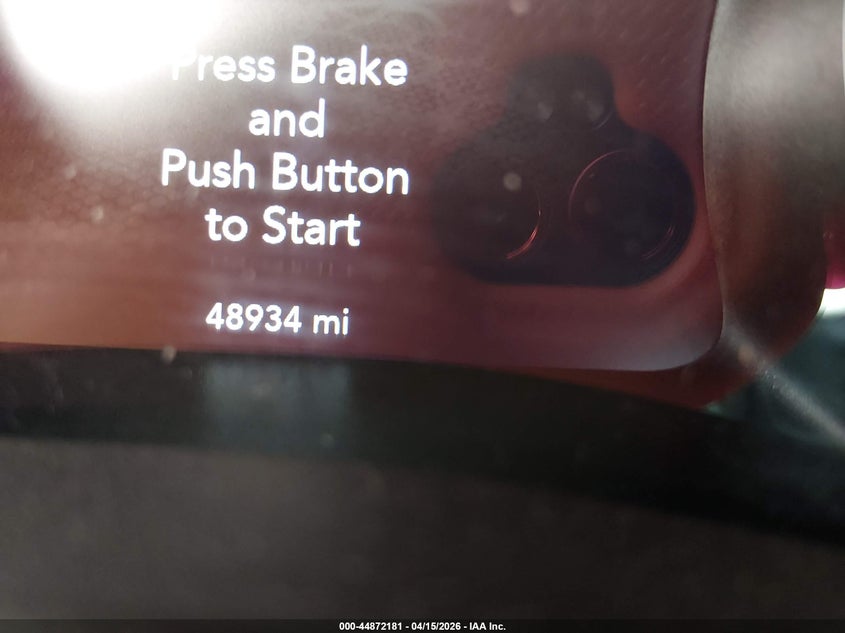 Press Brake
and
Push Button
to Start
48934 mi
000-44872181 - 04/15/2026 - IAA Inc.